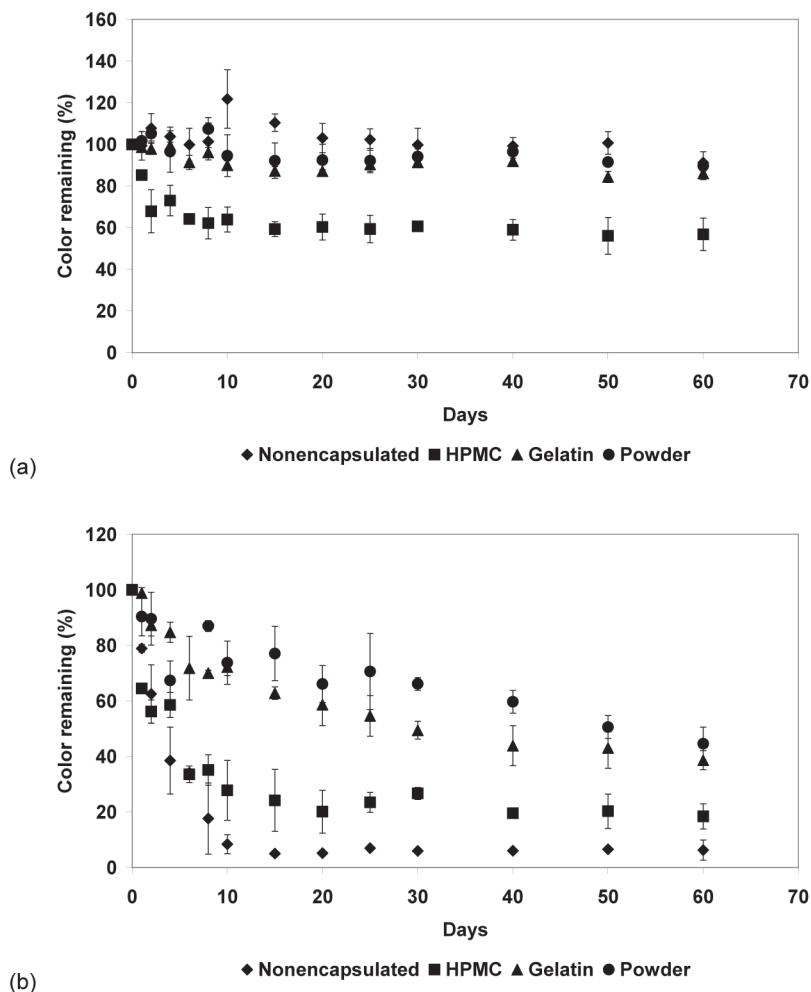 160
140
120
100
80
60
40
20
0
Color remaining (%)
0 10 20 30 40 50 60 70
Days
◆ Nonencapsulated ■ HPMC ▲ Gelatin ● Powder
(a)
120
100
80
60
40
20
0
Color remaining (%)
0 10 20 30 40 50 60 70
Days
◆ Nonencapsulated ■ HPMC ▲ Gelatin ● Powder
(b)